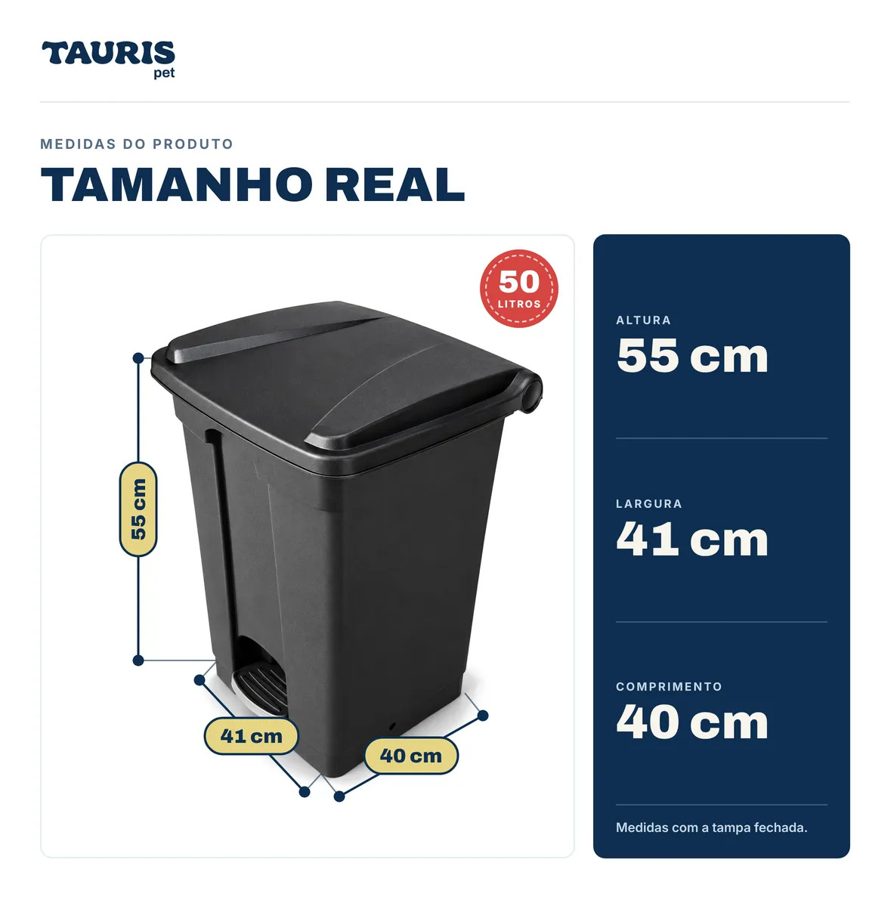 TAURIS
pet
MEDIDAS DO PRODUTO
TAMANHO REAL
50
LITROS
55 cm
41 cm
40 cm
ALTURA
55 cm
LARGURA
41 cm
COMPRIMENTO
40 cm
Medidas com a tampa fechada.